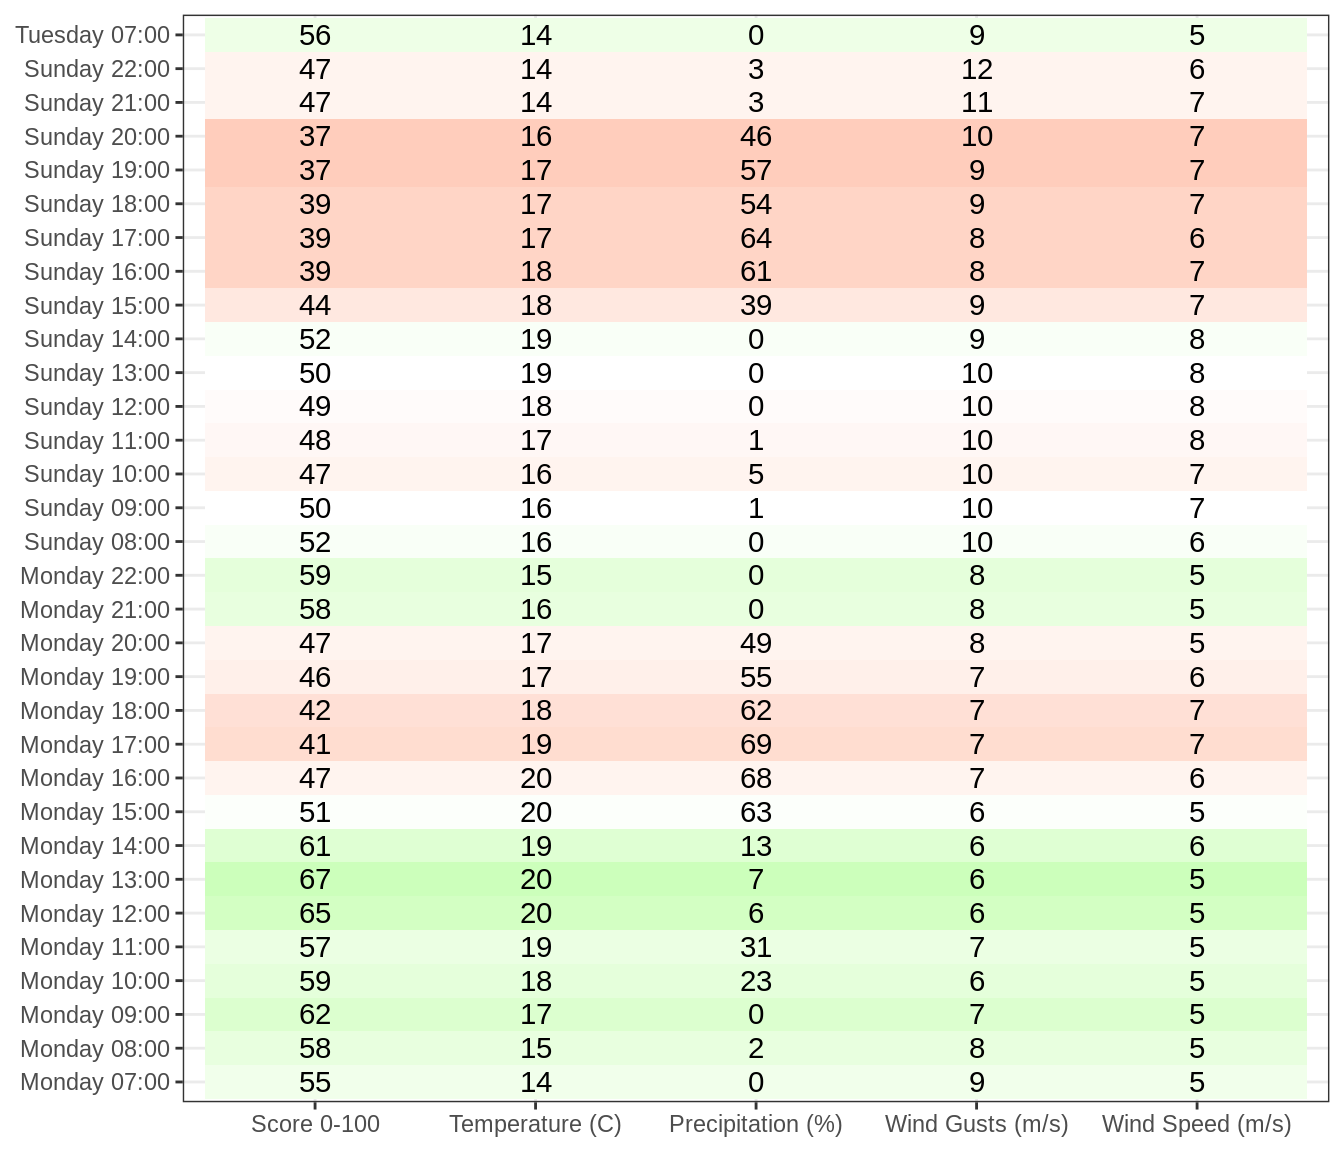 Tuesday 07:00 56 14 0 9 5
Sunday 22:00 47 14 3 12 6
Sunday 21:00 47 14 3 11 7
Sunday 20:00 37 16 46 10 7
Sunday 19:00 37 17 57 9 7
Sunday 18:00 39 17 54 9 7
Sunday 17:00 39 17 64 8 6
Sunday 16:00 39 18 61 8 7
Sunday 15:00 44 18 39 9 7
Sunday 14:00 52 19 0 9 8
Sunday 13:00 50 19 0 10 8
Sunday 12:00 49 18 0 10 8
Sunday 11:00 48 17 1 10 8
Sunday 10:00 47 16 5 10 7
Sunday 09:00 50 16 1 10 7
Sunday 08:00 52 16 0 10 6
Monday 22:00 59 15 0 8 5
Monday 21:00 58 16 0 8 5
Monday 20:00 47 17 49 8 5
Monday 19:00 46 17 55 7 6
Monday 18:00 42 18 62 7 7
Monday 17:00 41 19 69 7 7
Monday 16:00 47 20 68 7 6
Monday 15:00 51 20 63 6 5
Monday 14:00 61 19 13 6 6
Monday 13:00 67 20 7 6 5
Monday 12:00 65 20 6 6 5
Monday 11:00 57 19 31 7 5
Monday 10:00 59 18 23 6 5
Monday 09:00 62 17 0 7 5
Monday 08:00 58 15 2 8 5
Monday 07:00 55 14 0 9 5
Score 0-100 Temperature (C) Precipitation (%) Wind Gusts (m/s) Wind Speed (m/s)